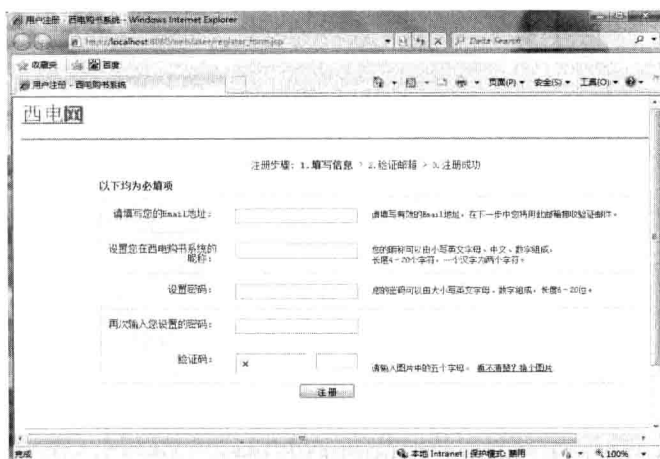 用户注册 - 西电购书系统 - Windows Internet Explorer
Data Search
收藏夹 百度
用户注册 - 西电购书系统
页面(P) 安全(S) 工具(O)
西电网
注册步骤: 1.填写信息 > 2.验证邮箱 > 3.注册成功
以下均为必填项
请填写您的Email地址:
请填写有效的Email地址,在下一步中您将用此邮箱接收验证邮件。
设置您在西电购书系统的
昵称:
您的昵称可以由小写英文字母、中文、数字组成,
长度4-20个字符,一个汉字为两个字符。
设置密码:
您的密码可以由大小写英文字母、数字组成,长度6-20位。
再次输入您设置的密码:
验证码:
请输入图片中的五个字母。 看不清楚?换个图片
注册
完成
本地 Intranet | 保护模式: 禁用
100%